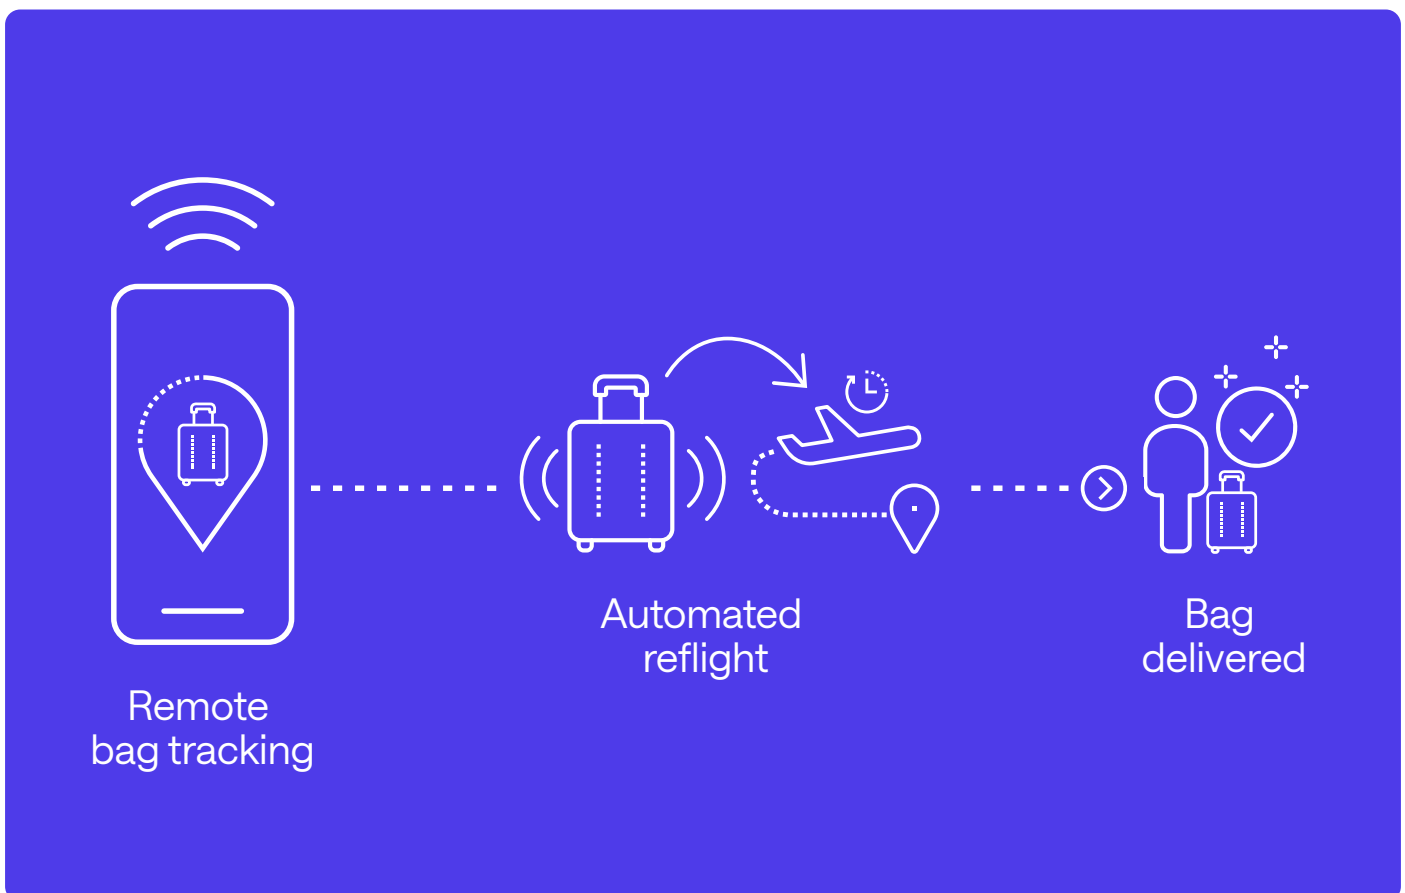 Remote
bag tracking
Automated
reflight
Bag
delivered